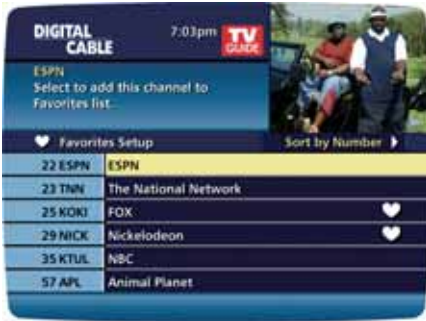 DIGITAL
CABLE
7:03pm
TV
GUIDE
ESPN
Select to add this channel to
Favorites list.
Favorites Setup
Sort by Number
22 ESPN ESPN
23 TNN The National Network
25 KOKI FOX
29 NICK Nickelodeon
35 KTUL NBC
57 APL Animal Planet